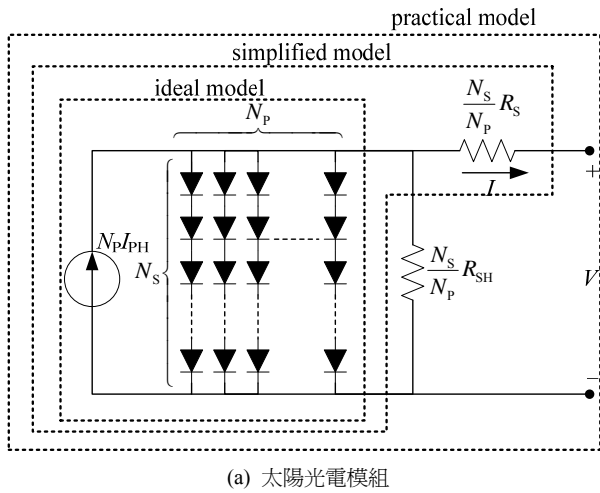 practical model
simplified model
ideal model
N_P
N_S/N_P R_S
I
+
N_P I_PH
N_S
N_S/N_P R_SH
V
−
(a) 太陽光電模組